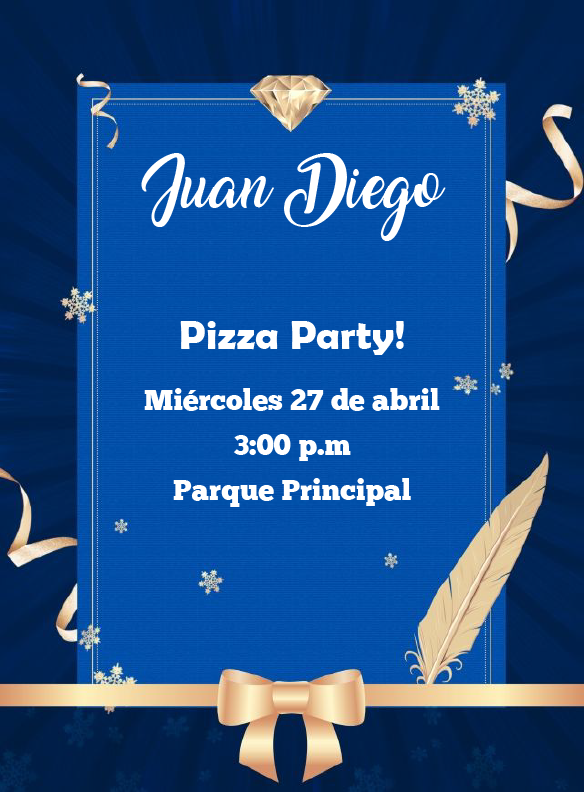 Juan Diego
Pizza Party!
Miércoles 27 de abril
3:00 p.m
Parque Principal